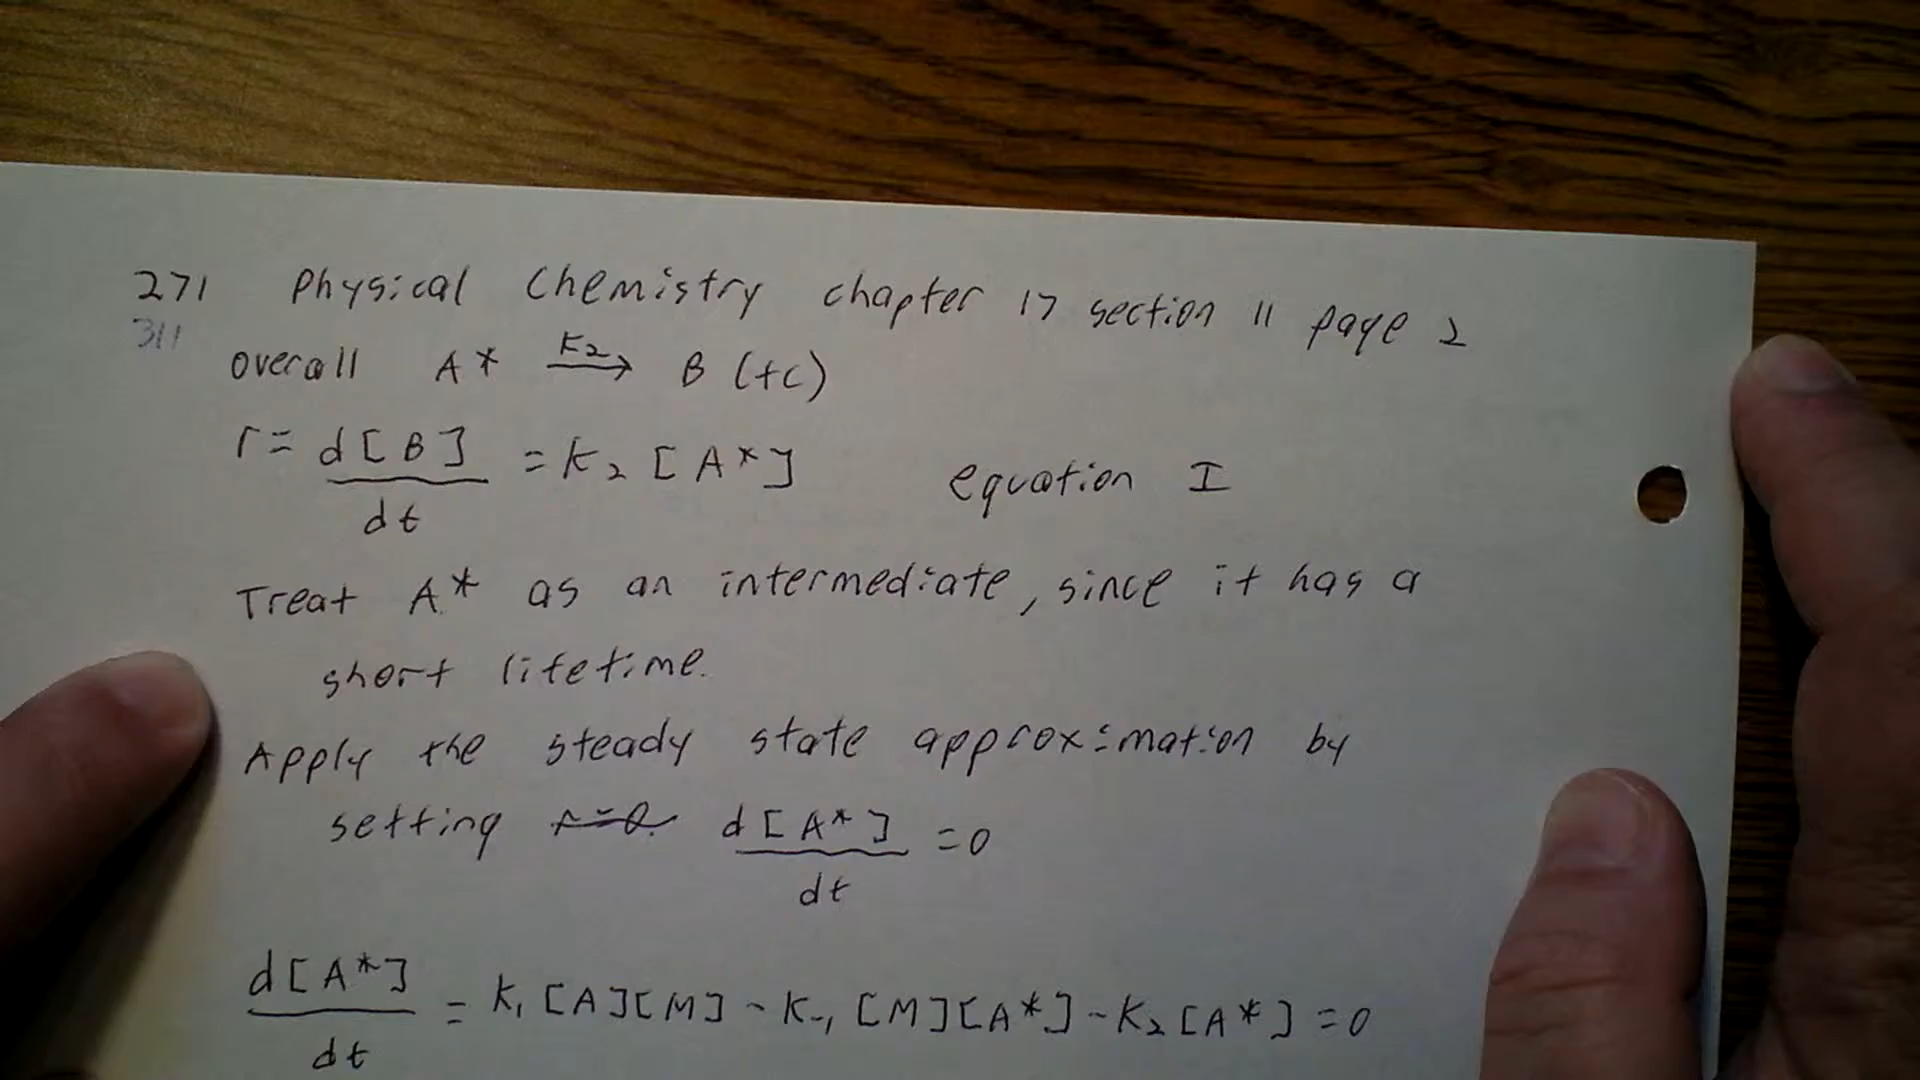 271 Physical Chemistry chapter 17 section 11 page 2
311
overall A* K2→ B (+C)
r = d[B]/dt = K2 [A*] equation I
Treat A* as an intermediate, since it has a
short lifetime.
Apply the steady state approximation by
setting r=0. d[A*]/dt = 0
d[A*]/dt = K1 [A][M] - K-1 [M][A*] - K2 [A*] = 0